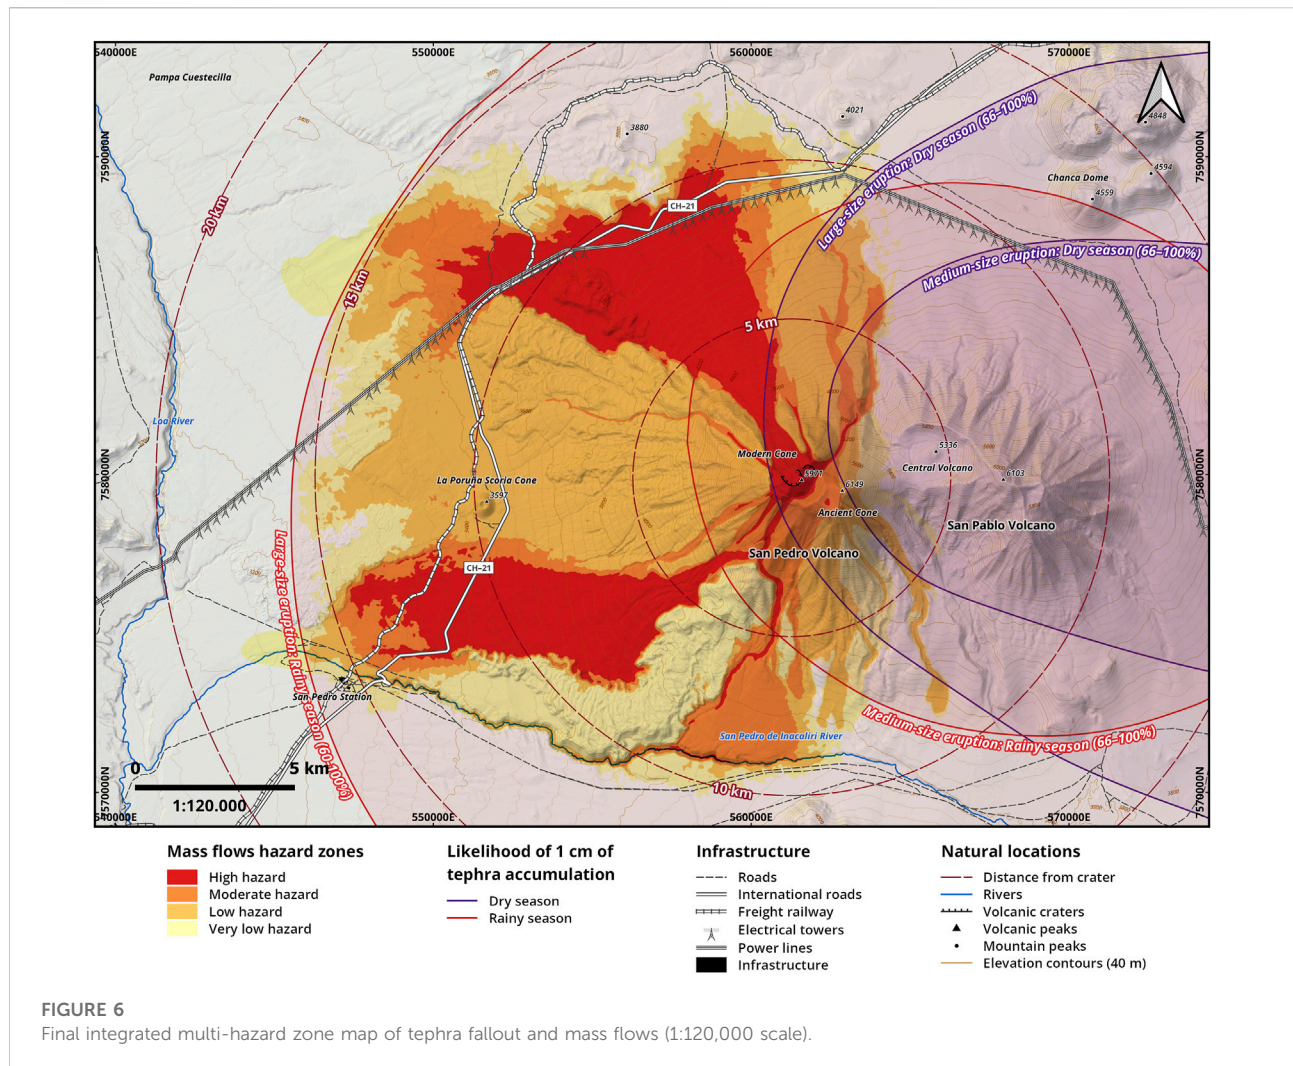 540000E
550000E
560000E
570000E
Pampa Cuestecilla
3880
4021
4848
7590000N
7590000N
4594
Chanca Dome
4559
Large-size eruption: Dry season (66–100%)
CH–21
20 km
15 km
Medium-size eruption: Dry season (66–100%)
5 km
Loa River
Modern Cone
5336
Central Volcano
6103
5971
6149
7580000N
7580000N
La Poruña Scoria Cone
3597
Ancient Cone
San Pablo Volcano
San Pedro Volcano
CH–21
Large-size eruption: Rainy season (60-100%)
San Pedro Station
Medium-size eruption: Rainy season (66–100%)
San Pedro de Inacaliri River
10 km
0
5 km
1:120.000
7570000N
7570000N
540000E
550000E
560000E
570000E
Mass flows hazard zones
High hazard
Moderate hazard
Low hazard
Very low hazard
Likelihood of 1 cm of
tephra accumulation
Dry season
Rainy season
Infrastructure
Roads
International roads
Freight railway
Electrical towers
Power lines
Infrastructure
Natural locations
Distance from crater
Rivers
Volcanic craters
Volcanic peaks
Mountain peaks
Elevation contours (40 m)
FIGURE 6
Final integrated multi-hazard zone map of tephra fallout and mass flows (1:120,000 scale).